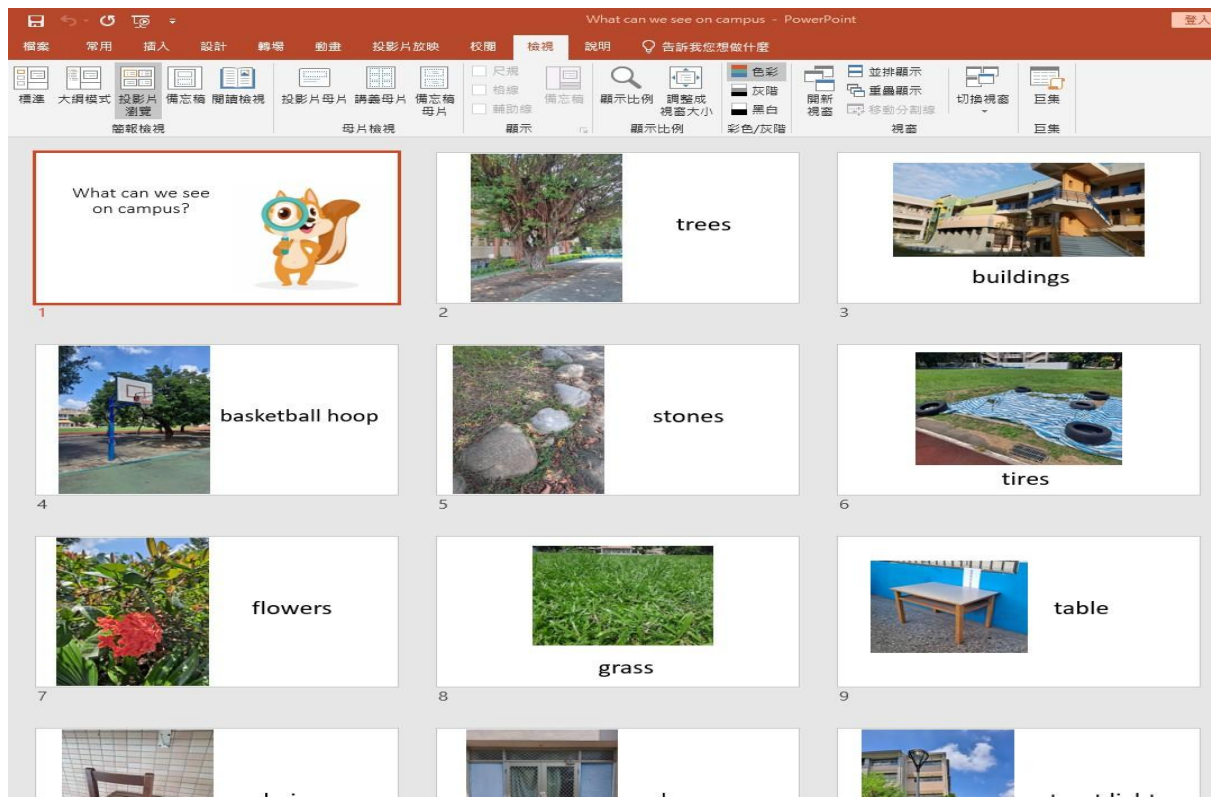 What can we see on campus - PowerPoint
登入
檔案 常用 插人 設計 轉場 動畫 投影片放映 校閱 檢視 說明 告訴我您想做什麼
標準 大綱模式 投影片瀏覽 備忘稿 閱讀檢視
簡報檢視
投影片母片 講義母片 備忘稿母片
母片檢視
尺規
格線
輔助線
備忘稿
顯示
顯示比例 調整成視窗大小
顯示比例
色彩
灰階
黑白
彩色/灰階
開新視窗
並排顯示
重疊顯示
移動分割線
切換視窗
視窗
巨集
巨集
What can we see
on campus?
1
trees
2
buildings
3
basketball hoop
4
stones
5
tires
6
flowers
7
grass
8
table
9